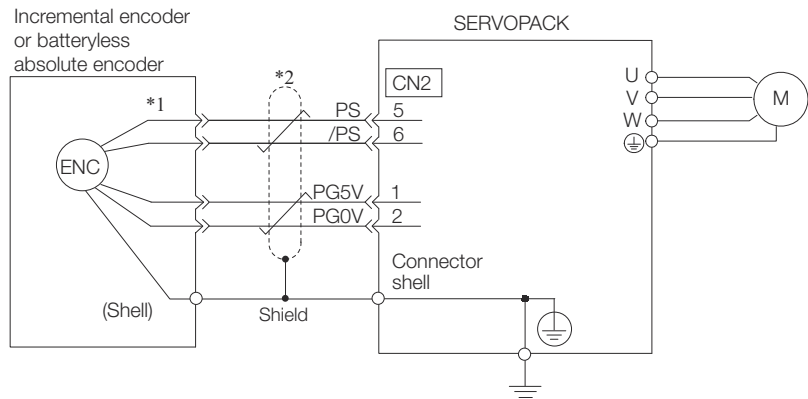 Incremental encoder
or batteryless
absolute encoder
SERVOPACK
*1
*2
CN2
ENC
PS
5
/PS
6
PG5V
1
PG0V
2
U
V
W
M
Connector
shell
(Shell)
Shield